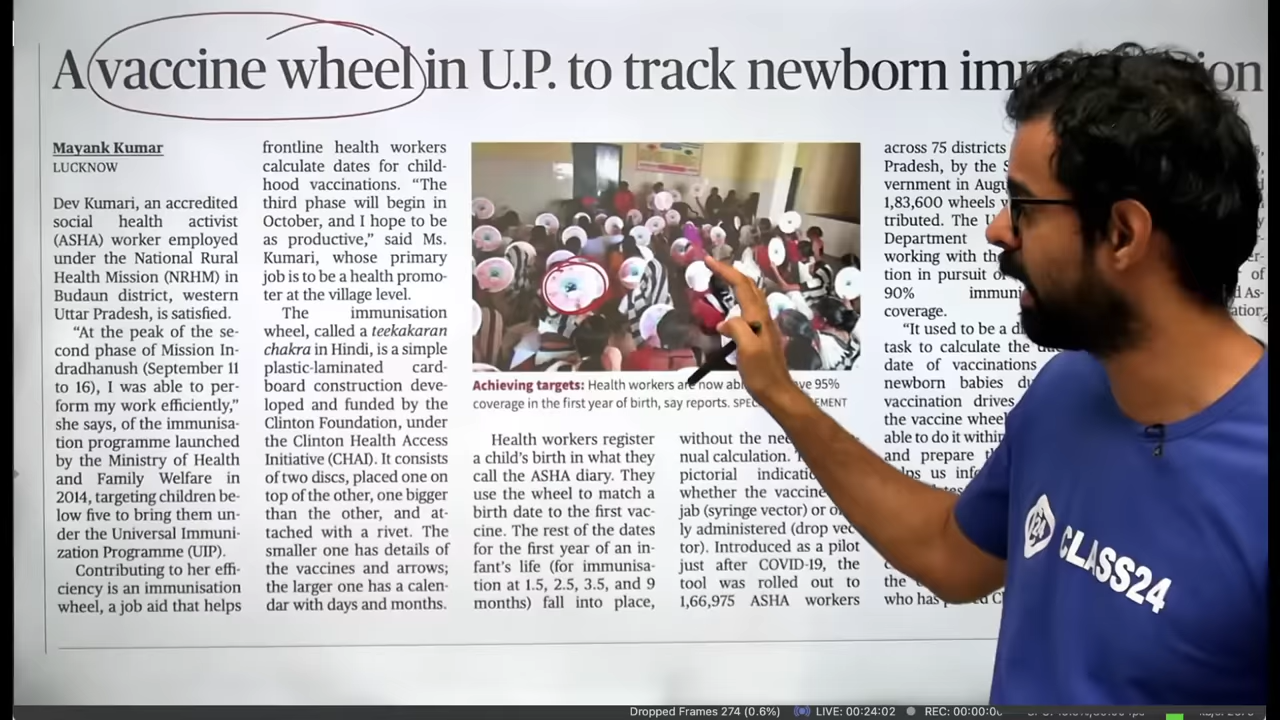 A vaccine wheel in U.P. to track newborn
Mayank Kumar
LUCKNOW
Dev Kumari, an accredited
social health activist
(ASHA) worker employed
under the National Rural
Health Mission (NRHM) in
Budaun district, western
Uttar Pradesh, is satisfied.
“At the peak of the se-
cond phase of Mission In-
dradhanush (September 11
to 16), I was able to per-
form my work efficiently,”
she says, of the immunisa-
tion programme launched
by the Ministry of Health
and Family Welfare in
2014, targeting children be-
low five to bring them un-
der the Universal Immuni-
zation Programme (UIP).
Contributing to her effi-
ciency is an immunisation
wheel, a job aid that helps
frontline health workers
calculate dates for child-
hood vaccinations. “The
third phase will begin in
October, and I hope to be
as productive,” said Ms.
Kumari, whose primary
job is to be a health promo-
ter at the village level.
The immunisation
wheel, called a teekakaran
chakra in Hindi, is a simple
plastic-laminated card-
board construction deve-
loped and funded by the
Clinton Foundation, under
the Clinton Health Access
Initiative (CHAI). It consists
of two discs, placed one on
top of the other, one bigger
than the other, and at-
tached with a rivet. The
smaller one has details of
the vaccines and arrows;
the larger one has a calen-
dar with days and months.
Achieving targets: Health workers are now 95%
coverage in the first year of birth, say reports.
Health workers register
a child's birth in what they
call the ASHA diary. They
use the wheel to match a
birth date to the first vac-
cine. The rest of the dates
for the first year of an in-
fant's life (for immunisa-
tion at 1.5, 2.5, 3.5, and 9
months) fall into place,
without the
nual calculation.
pictorial
whether the vaccine
jab (syringe vector) or
ly administered (drop
tor). Introduced as a pilot
just after COVID-19, the
tool was rolled out to
1,66,975 ASHA workers
across 75 districts
Pradesh, by the
vernment in
1,83,600 wheels
tributed. The
Department
working with
tion in pursuit
90%
coverage.
“It used to be a
task to calculate the
date of vaccinations
newborn babies
vaccination drives
the vaccine wheel
able to do it within
and prepare
us
the
who has
of
CLASS24
Dropped Frames 274 (0.6%) LIVE: 00:24:02 REC: